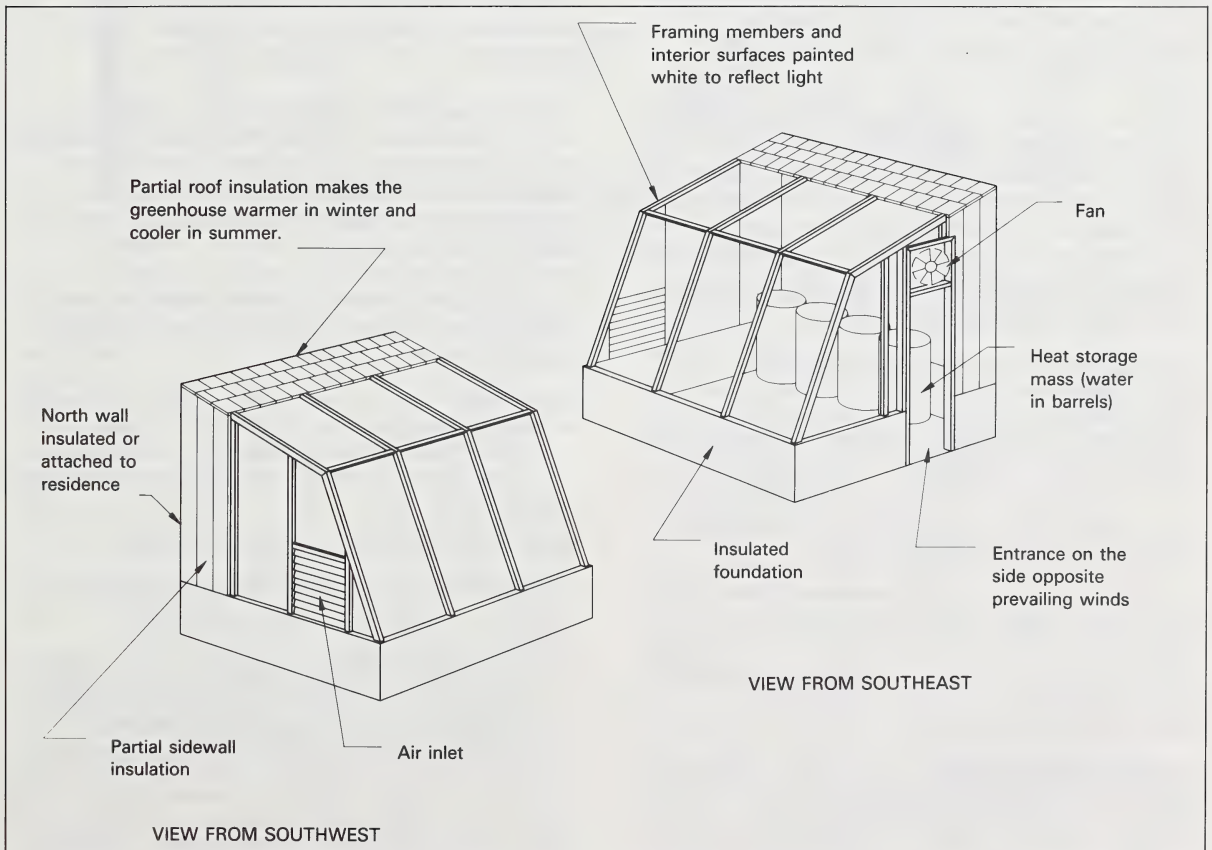 Framing members and
interior surfaces painted
white to reflect light
Partial roof insulation makes the
greenhouse warmer in winter and
cooler in summer.
Fan
Heat storage
mass (water
in barrels)
North wall
insulated or
attached to
residence
Insulated
foundation
Entrance on the
side opposite
prevailing winds
VIEW FROM SOUTHEAST
Partial sidewall
insulation
Air inlet
VIEW FROM SOUTHWEST